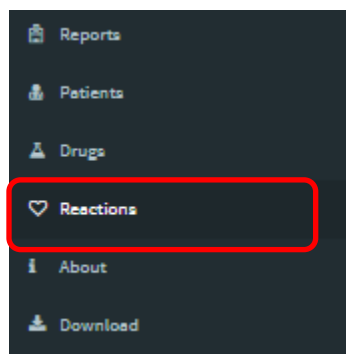 Reports
Patients
Drugs
Reactions
About
Download